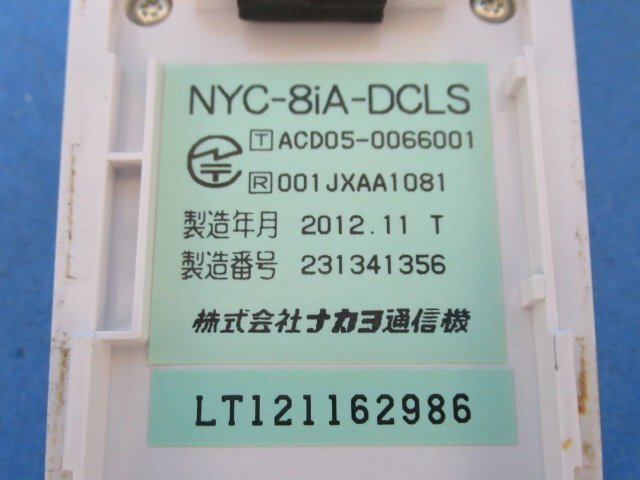 NYC-8iA-DCLS
T ACD05-0066001
R 001JXAA1081
製造年月 2012.11 T
製造番号 231341356
株式会社ナカヨ通信機
LT121162986